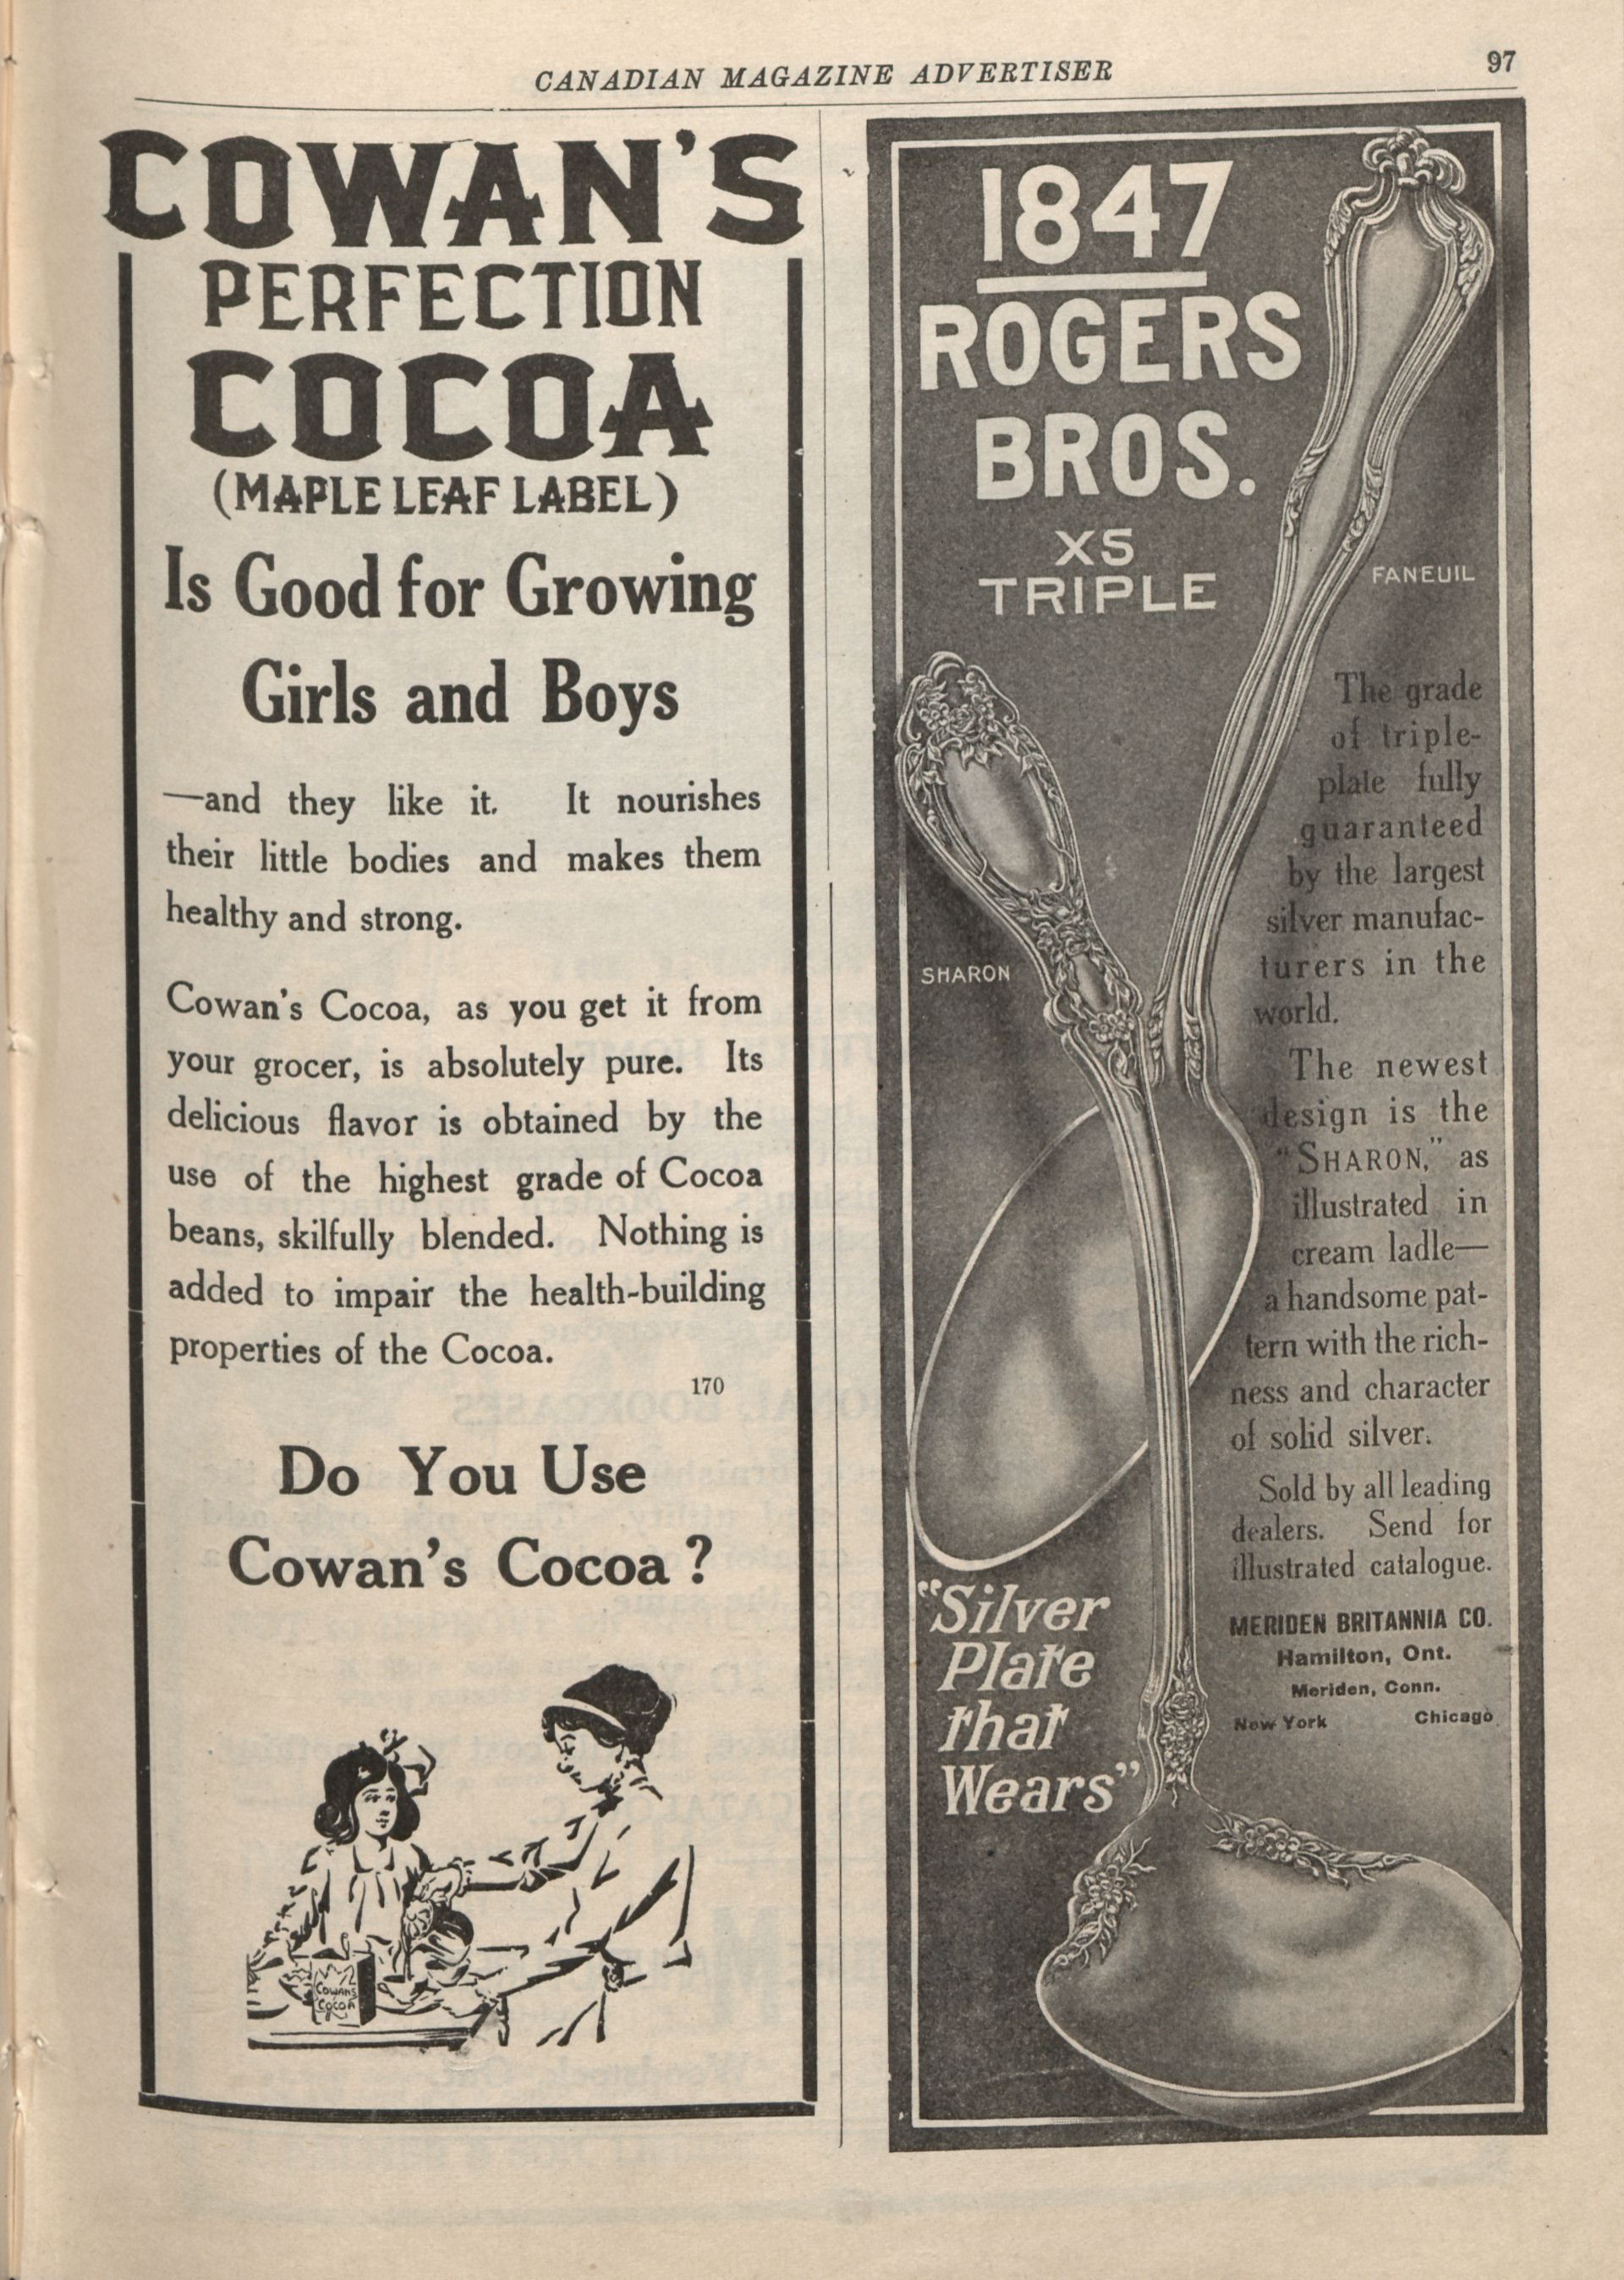 CANADIAN MAGAZINE ADVERTISER
97
COWAN'S
PERFECTION
COCOA
(MAPLE LEAF LABEL)
Is Good for Growing
Girls and Boys
—and they like it. It nourishes
their little bodies and makes them
healthy and strong.
Cowan's Cocoa, as you get it from
your grocer, is absolutely pure. Its
delicious flavor is obtained by the
use of the highest grade of Cocoa
beans, skilfully blended. Nothing is
added to impair the health-building
properties of the Cocoa.
170
Do You Use
Cowan's Cocoa?
COWANS
COCOA
1847
ROGERS
BROS.
XS
TRIPLE
FANEUIL
SHARON
The grade
of triple-
plate fully
guaranteed
by the largest
silver manufac-
turers in the
world.
The newest
design is the
"SHARON," as
illustrated in
cream ladle—
a handsome pat-
tern with the rich-
ness and character
of solid silver.
Sold by all leading
dealers. Send for
illustrated catalogue.
MERIDEN BRITANNIA CO.
Hamilton, Ont.
Meriden, Conn.
New York Chicago
"Silver
Plate
that
Wears"